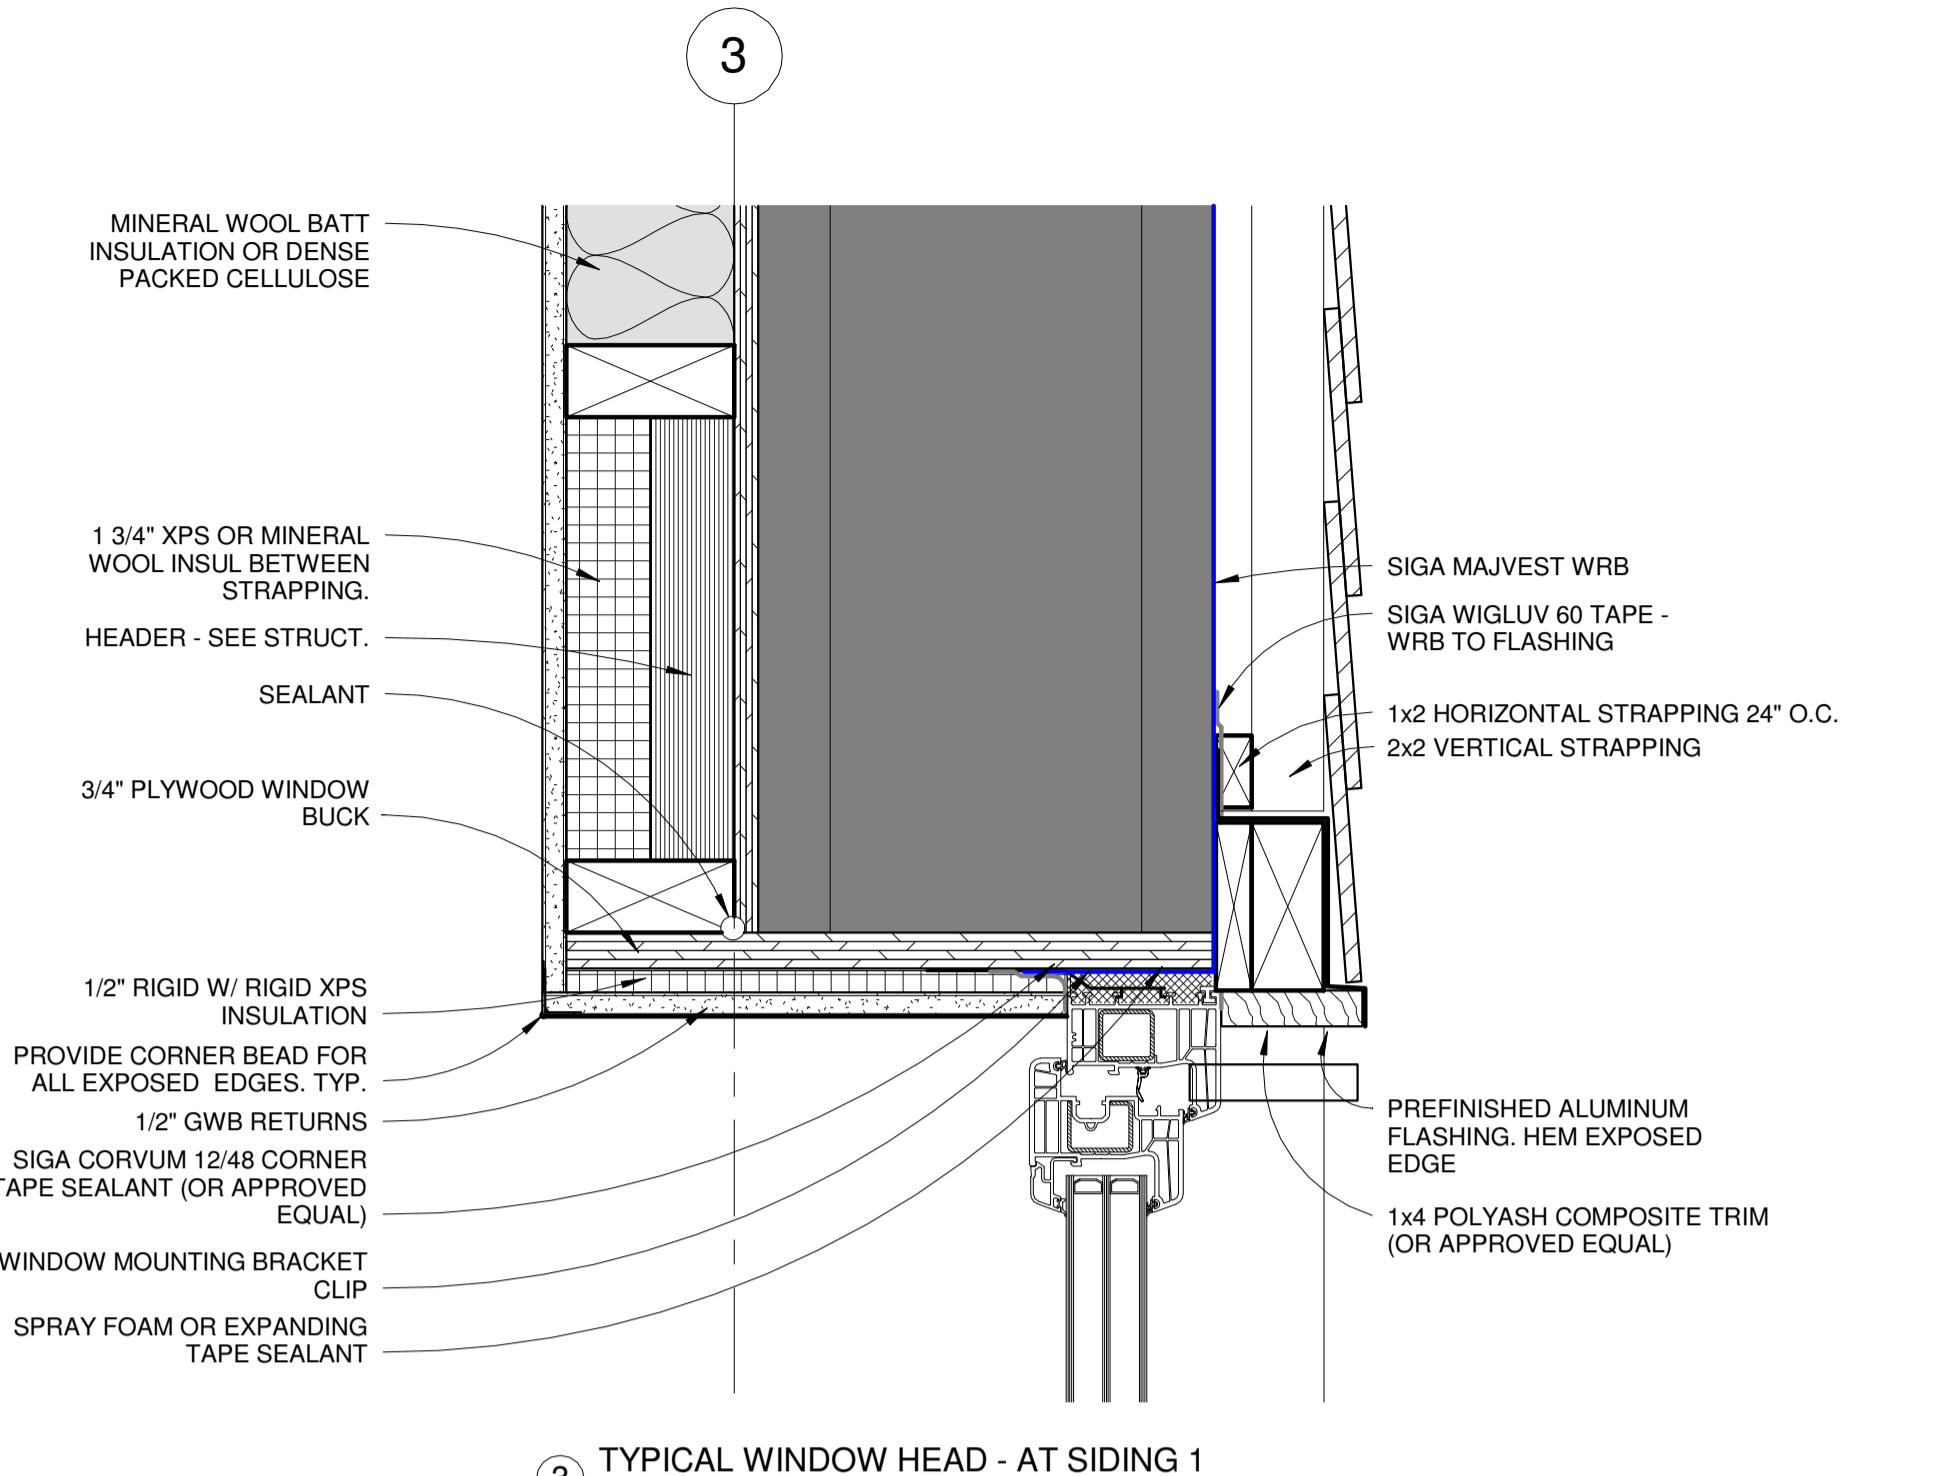 3
MINERAL WOOL BATT
INSULATION OR DENSE
PACKED CELLULOSE
1 3/4" XPS OR MINERAL
WOOL INSUL BETWEEN
STRAPPING.
HEADER - SEE STRUCT.
SEALANT
3/4" PLYWOOD WINDOW
BUCK
1/2" RIGID W/ RIGID XPS
INSULATION
PROVIDE CORNER BEAD FOR
ALL EXPOSED  EDGES. TYP.
1/2" GWB RETURNS
SIGA CORVUM 12/48 CORNER
TAPE SEALANT (OR APPROVED
EQUAL)
WINDOW MOUNTING BRACKET
CLIP
SPRAY FOAM OR EXPANDING
TAPE SEALANT
SIGA MAJVEST WRB
SIGA WIGLUV 60 TAPE -
WRB TO FLASHING
1x2 HORIZONTAL STRAPPING 24" O.C.
2x2 VERTICAL STRAPPING
PREFINISHED ALUMINUM
FLASHING. HEM EXPOSED
EDGE
1x4 POLYASH COMPOSITE TRIM
(OR APPROVED EQUAL)
TYPICAL WINDOW HEAD - AT SIDING 1